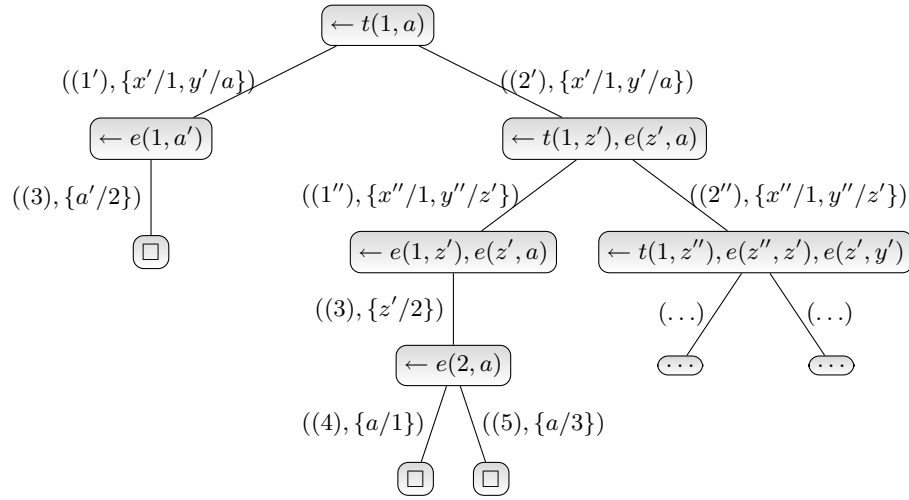 ← t(1, a)
((1′), {x′/1, y′/a})
((2′), {x′/1, y′/a})
← e(1, a′)
← t(1, z′), e(z′, a)
((3), {a′/2})
((1′′), {x′′/1, y′′/z′})
((2′′), {x′′/1, y′′/z′})
□
← e(1, z′), e(z′, a)
← t(1, z′′), e(z′′, z′), e(z′, y′)
((3), {z′/2})
(. . .)
(. . .)
← e(2, a)
· · ·
· · ·
((4), {a/1})
((5), {a/3})
□
□